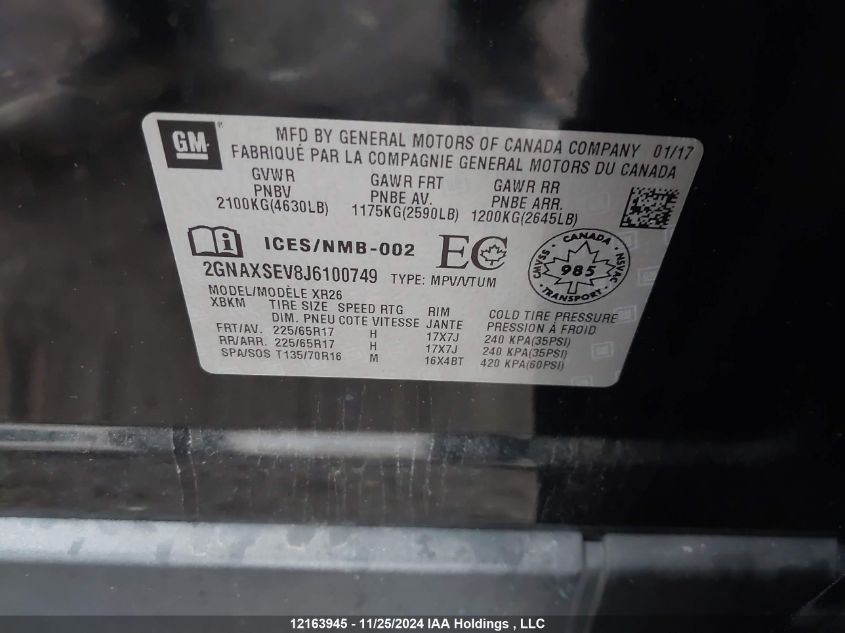 GM
MFD BY GENERAL MOTORS OF CANADA COMPANY 01/17
FABRIQUÉ PAR LA COMPAGNIE GENERAL MOTORS DU CANADA
GVWR GAWR FRT GAWR RR
PNBV PNBE AV. PNBE ARR.
2100KG(4630LB) 1175KG(2590LB) 1200KG(2645LB)
ICES/NMB-002 EC
CANADA
CMVSS 985 NSVAC
TRANSPORT
2GNAXSEV8J6100749 TYPE: MPV/VTUM
MODEL/MODÈLE XR26
XBKM TIRE SIZE SPEED RTG RIM COLD TIRE PRESSURE
DIM. PNEU COTE VITESSE JANTE PRESSION À FROID
FRT/AV. 225/65R17 H 17X7J 240 KPA(35PSI)
RR/ARR. 225/65R17 H 17X7J 240 KPA(35PSI)
SPA/SOS T135/70R16 M 16X4BT 420 KPA(60PSI)
12163945 - 11/25/2024 IAA Holdings , LLC